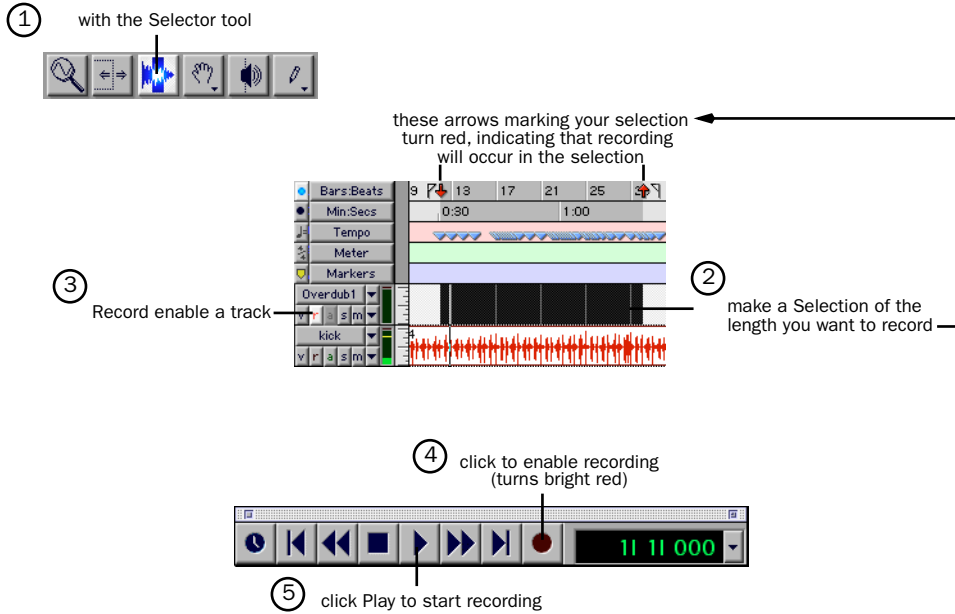 1
with the Selector tool
these arrows marking your selection
turn red, indicating that recording
will occur in the selection
Bars:Beats 9 13 17 21 25
Min:Secs 0:30 1:00
Tempo
Meter
Markers
3
Record enable a track
Overdub1
v r a s m
kick
v r a s m
2
make a Selection of the
length you want to record
4
click to enable recording
(turns bright red)
1| 1| 000
5
click Play to start recording